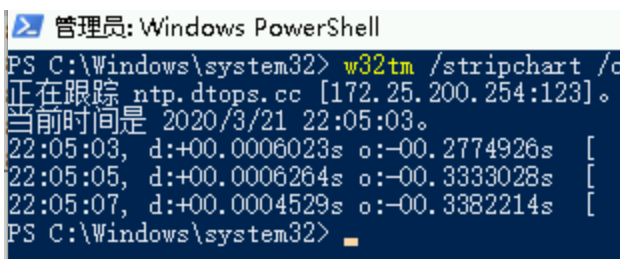 管理员: Windows PowerShell
PS C:\Windows\system32> w32tm /stripchart /c
正在跟踪 ntp.dtops.cc [172.25.200.254:123]。
当前时间是 2020/3/21 22:05:03。
22:05:03, d:+00.0006023s o:-00.2774926s [
22:05:05, d:+00.0006264s o:-00.3333028s [
22:05:07, d:+00.0004529s o:-00.3382214s [
PS C:\Windows\system32>